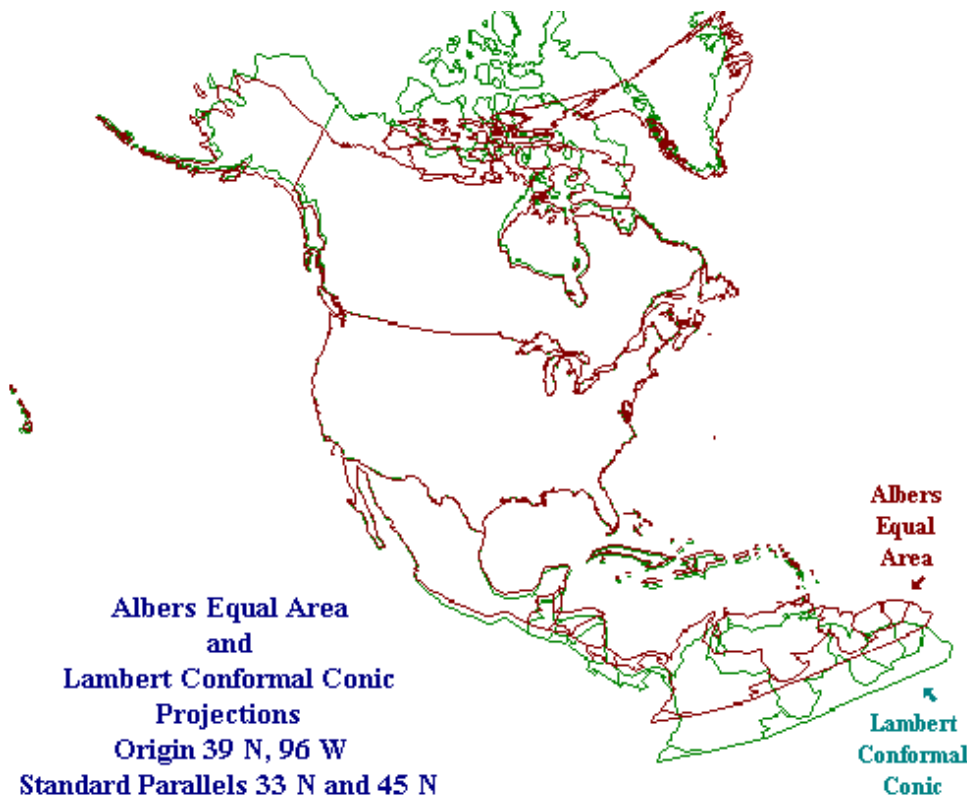 Albers
Equal
Area
Albers Equal Area
and
Lambert Conformal Conic
Projections
Origin 39 N, 96 W
Standard Parallels 33 N and 45 N
Lambert
Conformal
Conic